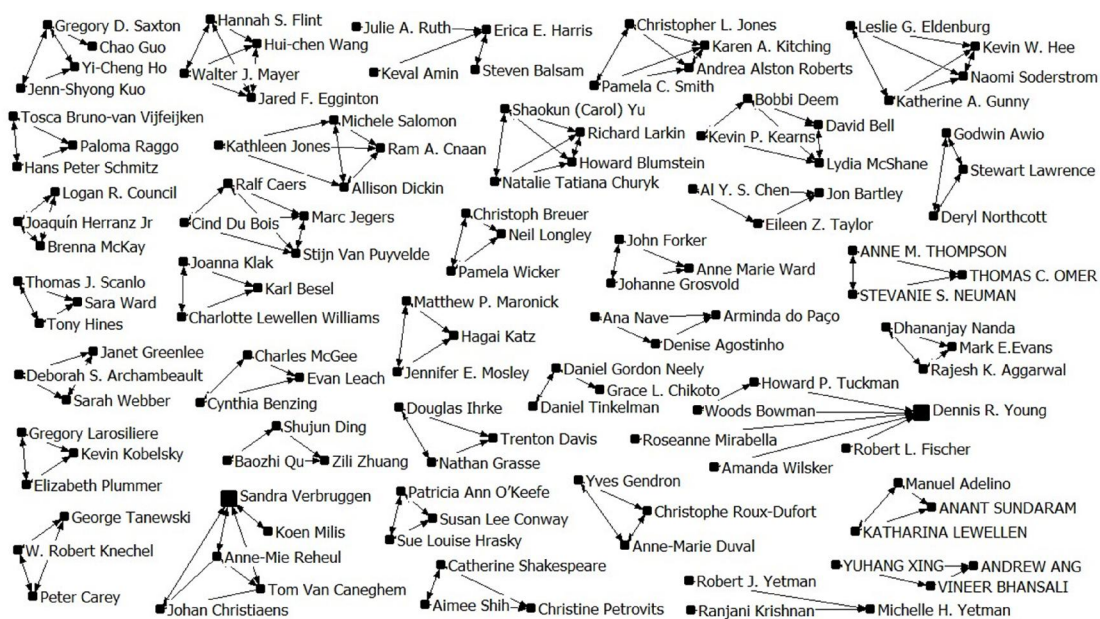 Gregory D. Saxton
Chao Guo
Yi-Cheng Ho
Jenn-Shyong Kuo
Hannah S. Flint
Hui-chen Wang
Walter J. Mayer
Jared F. Egginton
Julie A. Ruth
Erica E. Harris
Keval Amin
Steven Balsam
Christopher L. Jones
Karen A. Kitching
Andrea Alston Roberts
Pamela C. Smith
Leslie G. Eldenburg
Kevin W. Hee
Naomi Soderstrom
Katherine A. Gunny
Tosca Bruno-van Vijfeijken
Paloma Raggo
Hans Peter Schmitz
Michele Salomon
Kathleen Jones
Ram A. Cnaan
Allison Dickin
Shaokun (Carol) Yu
Richard Larkin
Howard Blumstein
Natalie Tatiana Churyk
Bobbi Deem
David Bell
Kevin P. Kearns
Lydia McShane
Godwin Awio
Stewart Lawrence
Deryl Northcott
Logan R. Council
Joaquín Herranz Jr
Brenna McKay
Ralf Caers
Marc Jegers
Cind Du Bois
Stijn Van Puyvelde
Christoph Breuer
Neil Longley
Pamela Wicker
Al Y. S. Chen
Jon Bartley
Eileen Z. Taylor
John Forker
Anne Marie Ward
Johanne Grosvold
ANNE M. THOMPSON
THOMAS C. OMER
STEVANIE S. NEUMAN
Thomas J. Scanlo
Sara Ward
Tony Hines
Joanna Klak
Karl Besel
Charlotte Lewellen Williams
Matthew P. Maronick
Hagai Katz
Jennifer E. Mosley
Ana Nave
Arminda do Paço
Denise Agostinho
Dhananjay Nanda
Mark E.Evans
Rajesh K. Aggarwal
Janet Greenlee
Deborah S. Archambeault
Sarah Webber
Charles McGee
Evan Leach
Cynthia Benzing
Daniel Gordon Neely
Grace L. Chikoto
Daniel Tinkelman
Howard P. Tuckman
Woods Bowman
Dennis R. Young
Roseanne Mirabella
Robert L. Fischer
Amanda Wilsker
Gregory Larosiliere
Kevin Kobelsky
Elizabeth Plummer
Shujun Ding
Baozhi Qu
Zili Zhuang
Douglas Ihrke
Trenton Davis
Nathan Grasse
Sandra Verbruggen
Koen Milis
Anne-Mie Reheul
Tom Van Caneghem
Johan Christiaens
Patricia Ann O'Keefe
Susan Lee Conway
Sue Louise Hrasky
Yves Gendron
Christophe Roux-Dufort
Anne-Marie Duval
Manuel Adelino
ANANT SUNDARAM
KATHARINA LEWELLEN
George Tanewski
W. Robert Knechel
Peter Carey
Catherine Shakespeare
Aimee Shih
Christine Petrovits
Robert J. Yetman
Ranjani Krishnan
Michelle H. Yetman
YUHANG XING
ANDREW ANG
VINEER BHANSALI